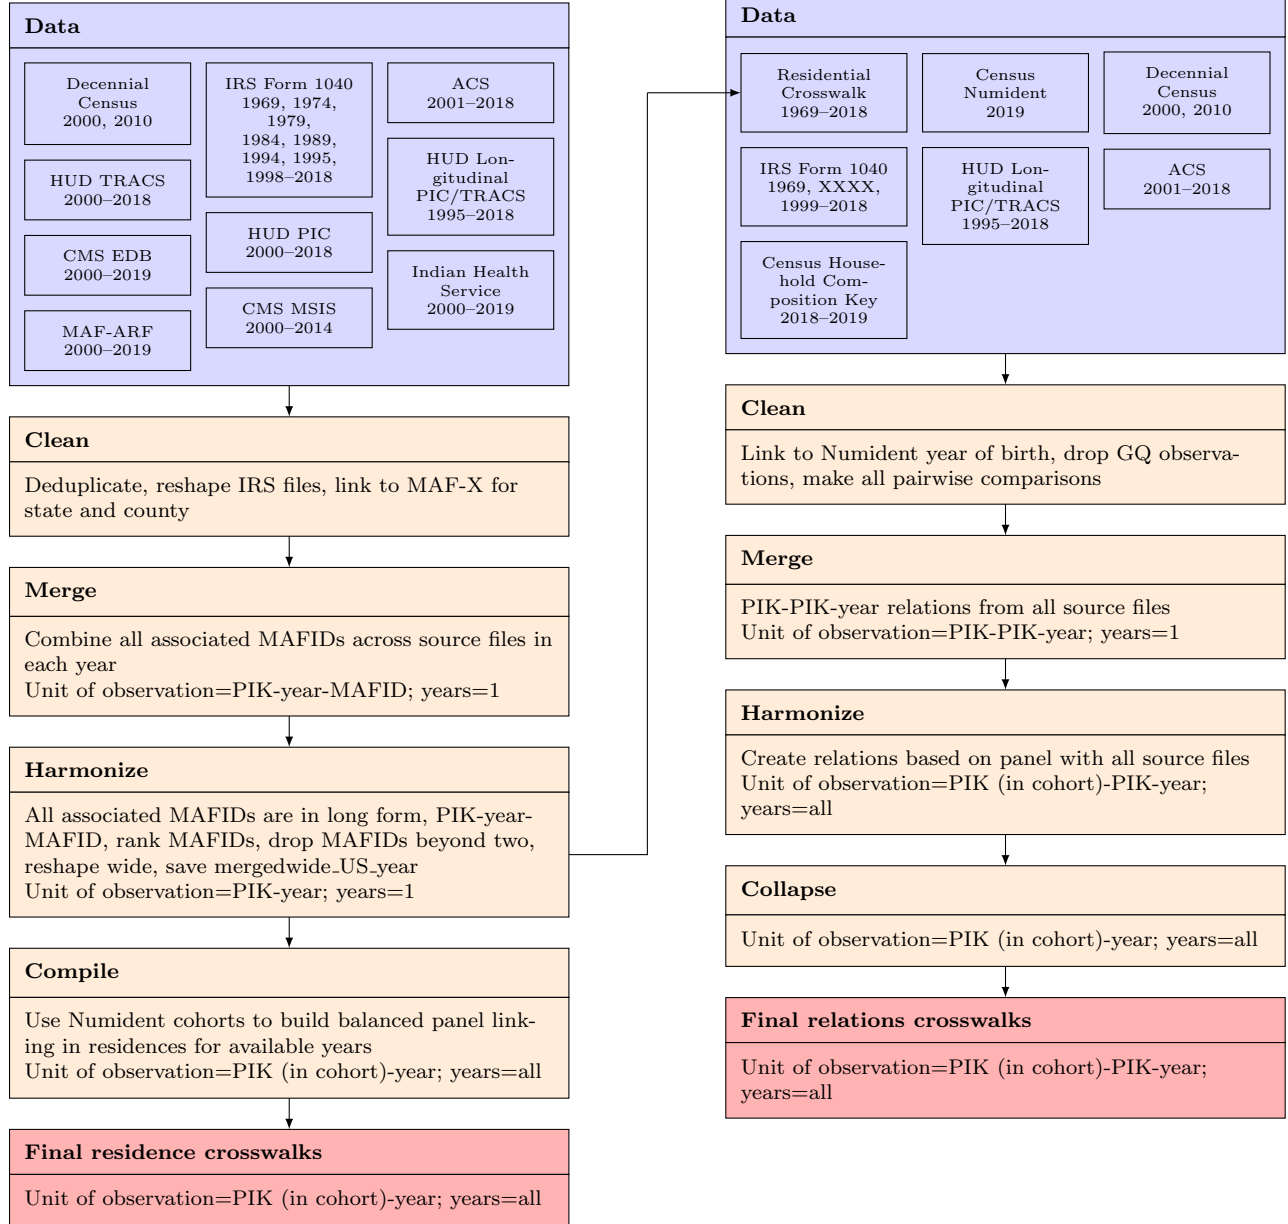 Data
Decennial
Census
2000, 2010
HUD TRACS
2000–2018
CMS EDB
2000–2019
MAF-ARF
2000–2019
IRS Form 1040
1969, 1974,
1979,
1984, 1989,
1994, 1995,
1998–2018
HUD PIC
2000–2018
CMS MSIS
2000–2014
ACS
2001–2018
HUD Lon-
gitudinal
PIC/TRACS
1995–2018
Indian Health
Service
2000–2019
Clean
Deduplicate, reshape IRS files, link to MAF-X for
state and county
Merge
Combine all associated MAFIDs across source files in
each year
Unit of observation=PIK-year-MAFID; years=1
Harmonize
All associated MAFIDs are in long form, PIK-year-
MAFID, rank MAFIDs, drop MAFIDs beyond two,
reshape wide, save mergedwide_US_year
Unit of observation=PIK-year; years=1
Compile
Use Numident cohorts to build balanced panel link-
ing in residences for available years
Unit of observation=PIK (in cohort)-year; years=all
Final residence crosswalks
Unit of observation=PIK (in cohort)-year; years=all
Data
Residential
Crosswalk
1969–2018
IRS Form 1040
1969, XXXX,
1999–2018
Census House-
hold Com-
position Key
2018–2019
Census
Numident
2019
HUD Lon-
gitudinal
PIC/TRACS
1995–2018
Decennial
Census
2000, 2010
ACS
2001–2018
Clean
Link to Numident year of birth, drop GQ observa-
tions, make all pairwise comparisons
Merge
PIK-PIK-year relations from all source files
Unit of observation=PIK-PIK-year; years=1
Harmonize
Create relations based on panel with all source files
Unit of observation=PIK (in cohort)-PIK-year;
years=all
Collapse
Unit of observation=PIK (in cohort)-year; years=all
Final relations crosswalks
Unit of observation=PIK (in cohort)-PIK-year;
years=all